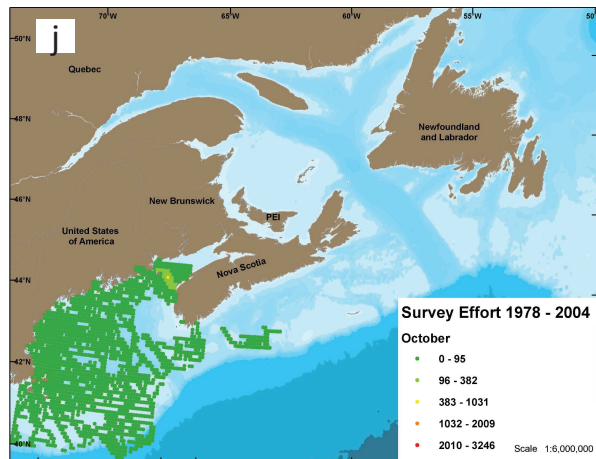 70°W
65°W
60°W
55°W
50°
j
50°N
Quebec
48°N
Newfoundland
and Labrador
46°N
New Brunswick
PEI
United States
of America
Nova Scotia
44°N
42°N
40°N
Survey Effort 1978 - 2004
October
0 - 95
96 - 382
383 - 1031
1032 - 2009
2010 - 3246
Scale 1:6,000,000